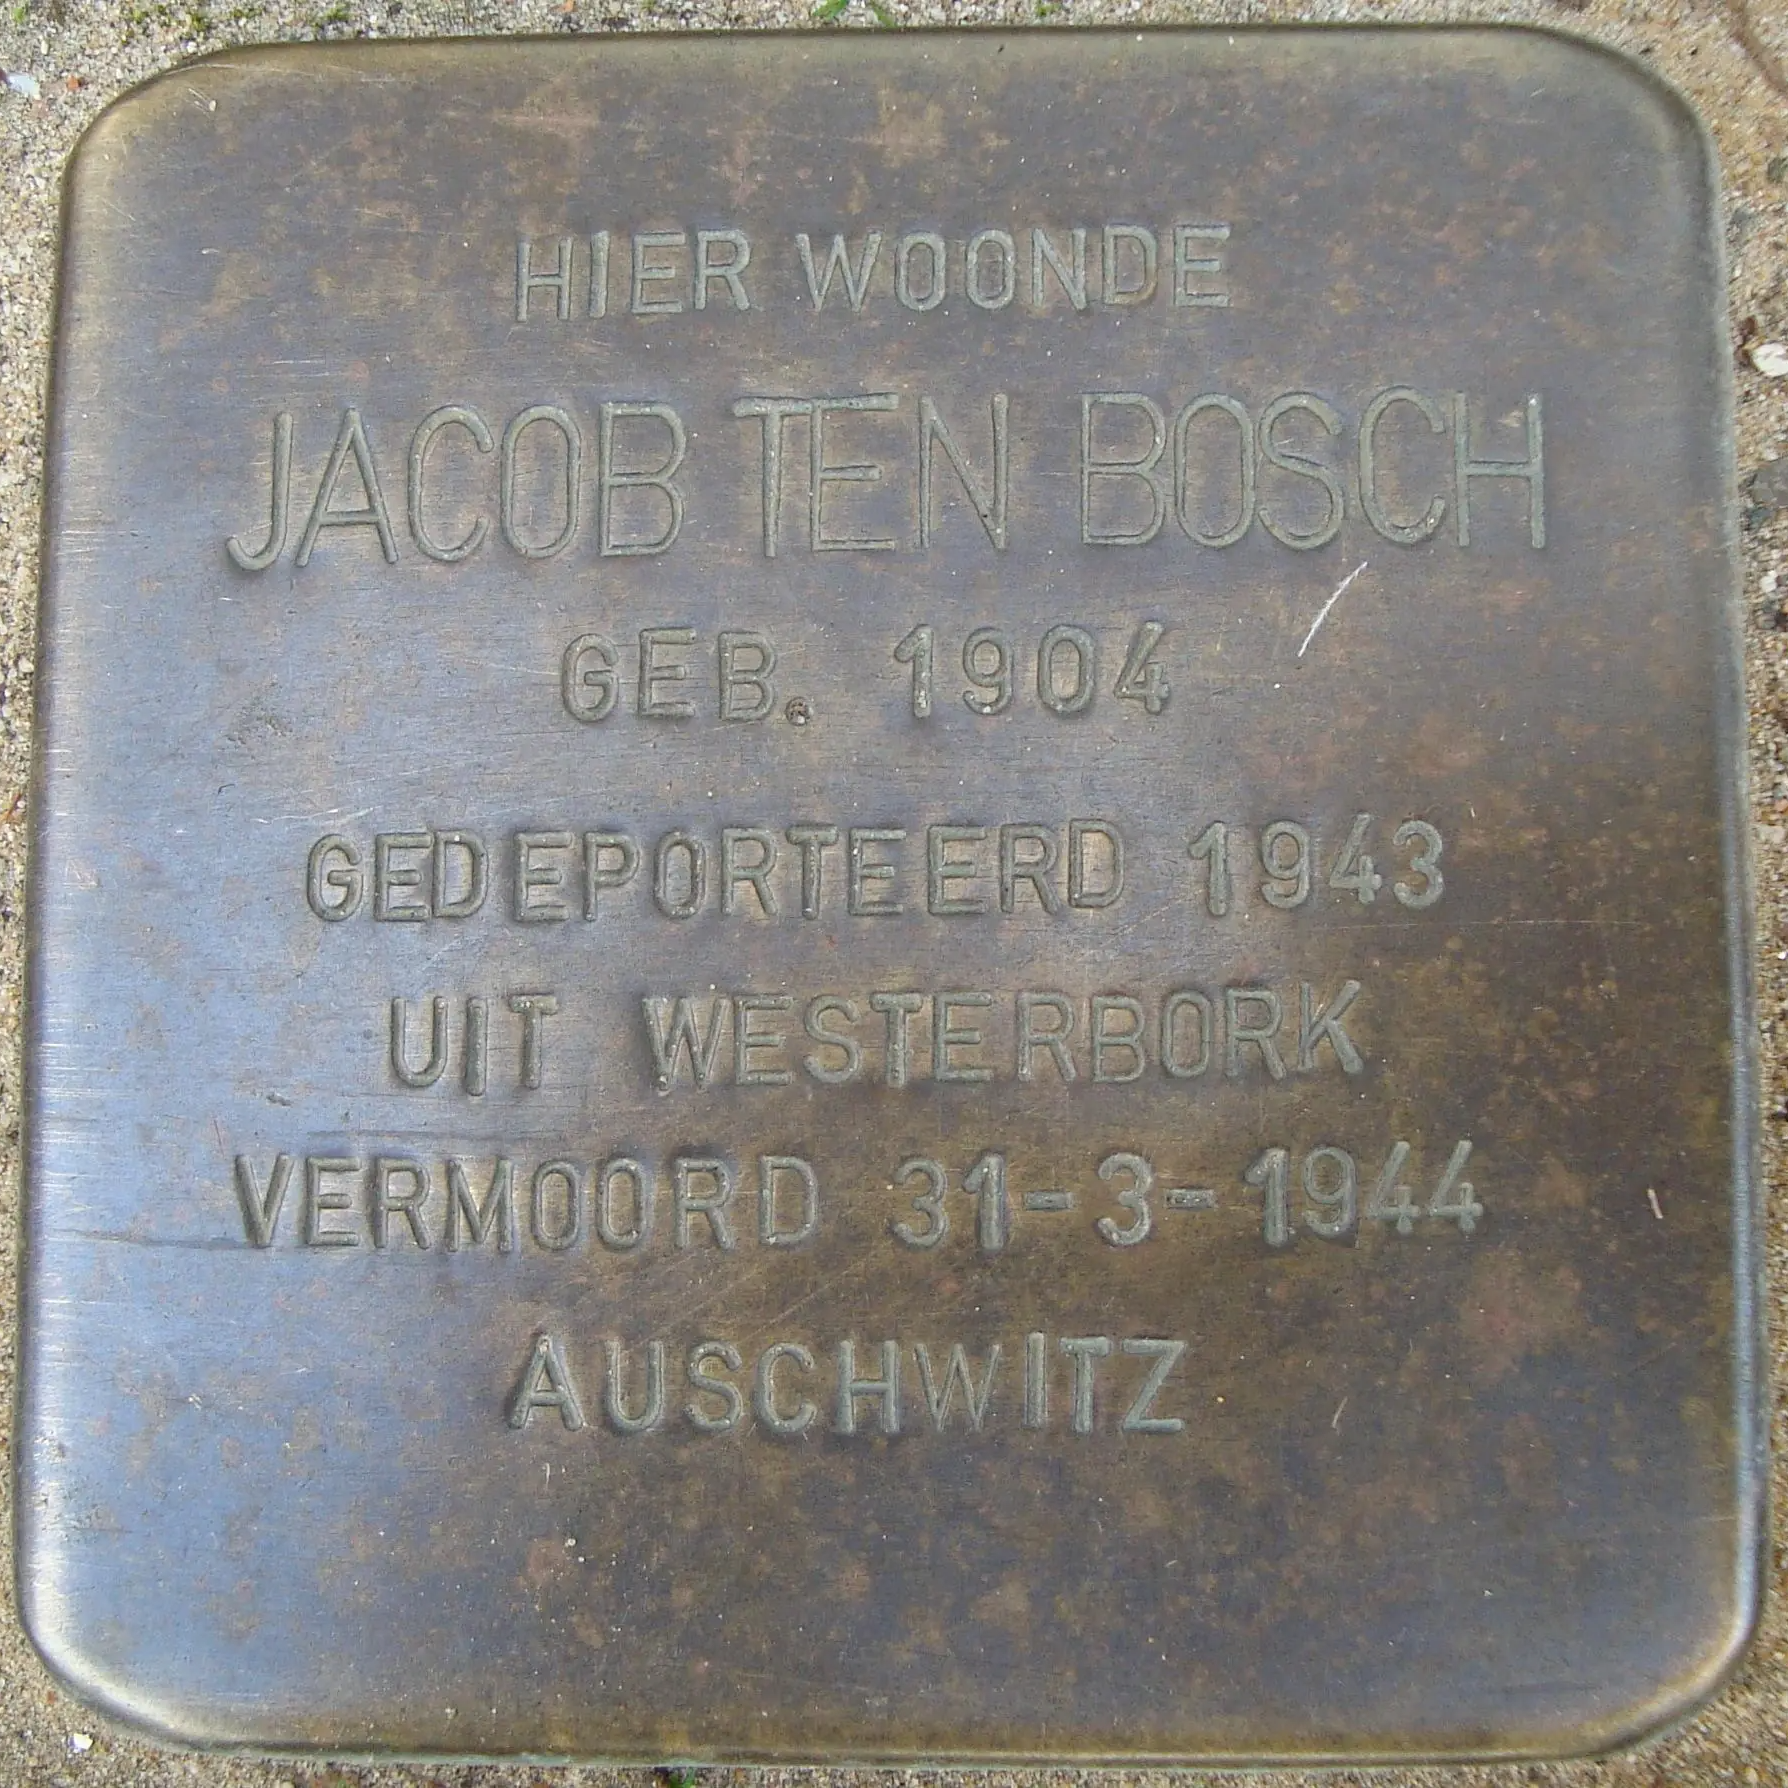 HIER WOONDE
JACOB TEN BOSCH
GEB. 1904
GEDEPORTEERD 1943
UIT WESTERBORK
VERMOORD 31-3-1944
AUSCHWITZ